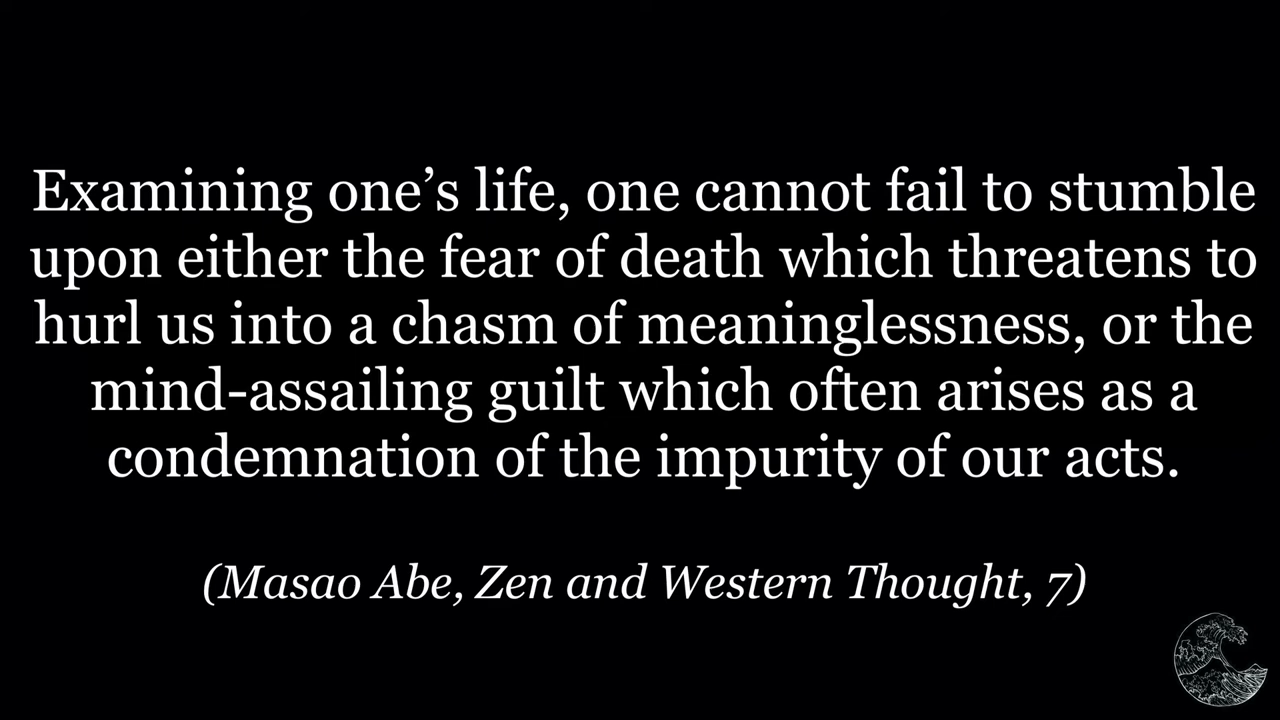 Examining one’s life, one cannot fail to stumble
upon either the fear of death which threatens to
hurl us into a chasm of meaninglessness, or the
mind-assailing guilt which often arises as a
condemnation of the impurity of our acts.
(Masao Abe, Zen and Western Thought, 7)